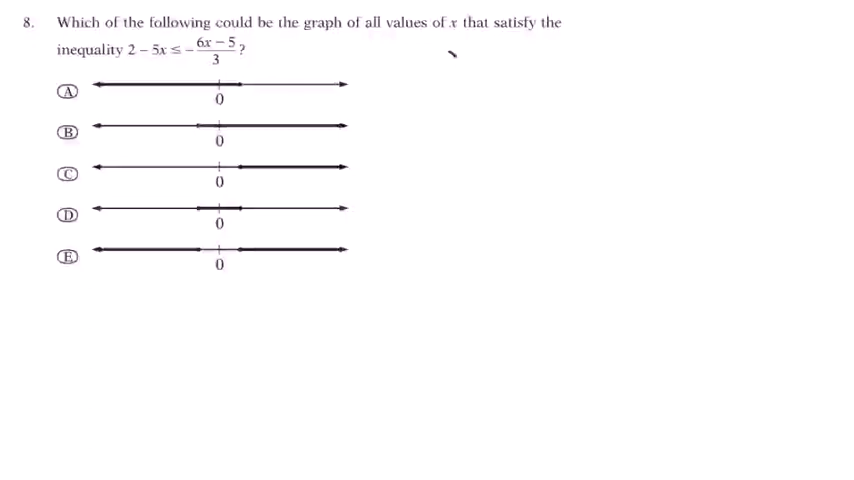 8. Which of the following could be the graph of all values of x that satisfy the
inequality 2 – 5x ≤ – (6x – 5)/3 ?
A
0
B
0
C
0
D
0
E
0